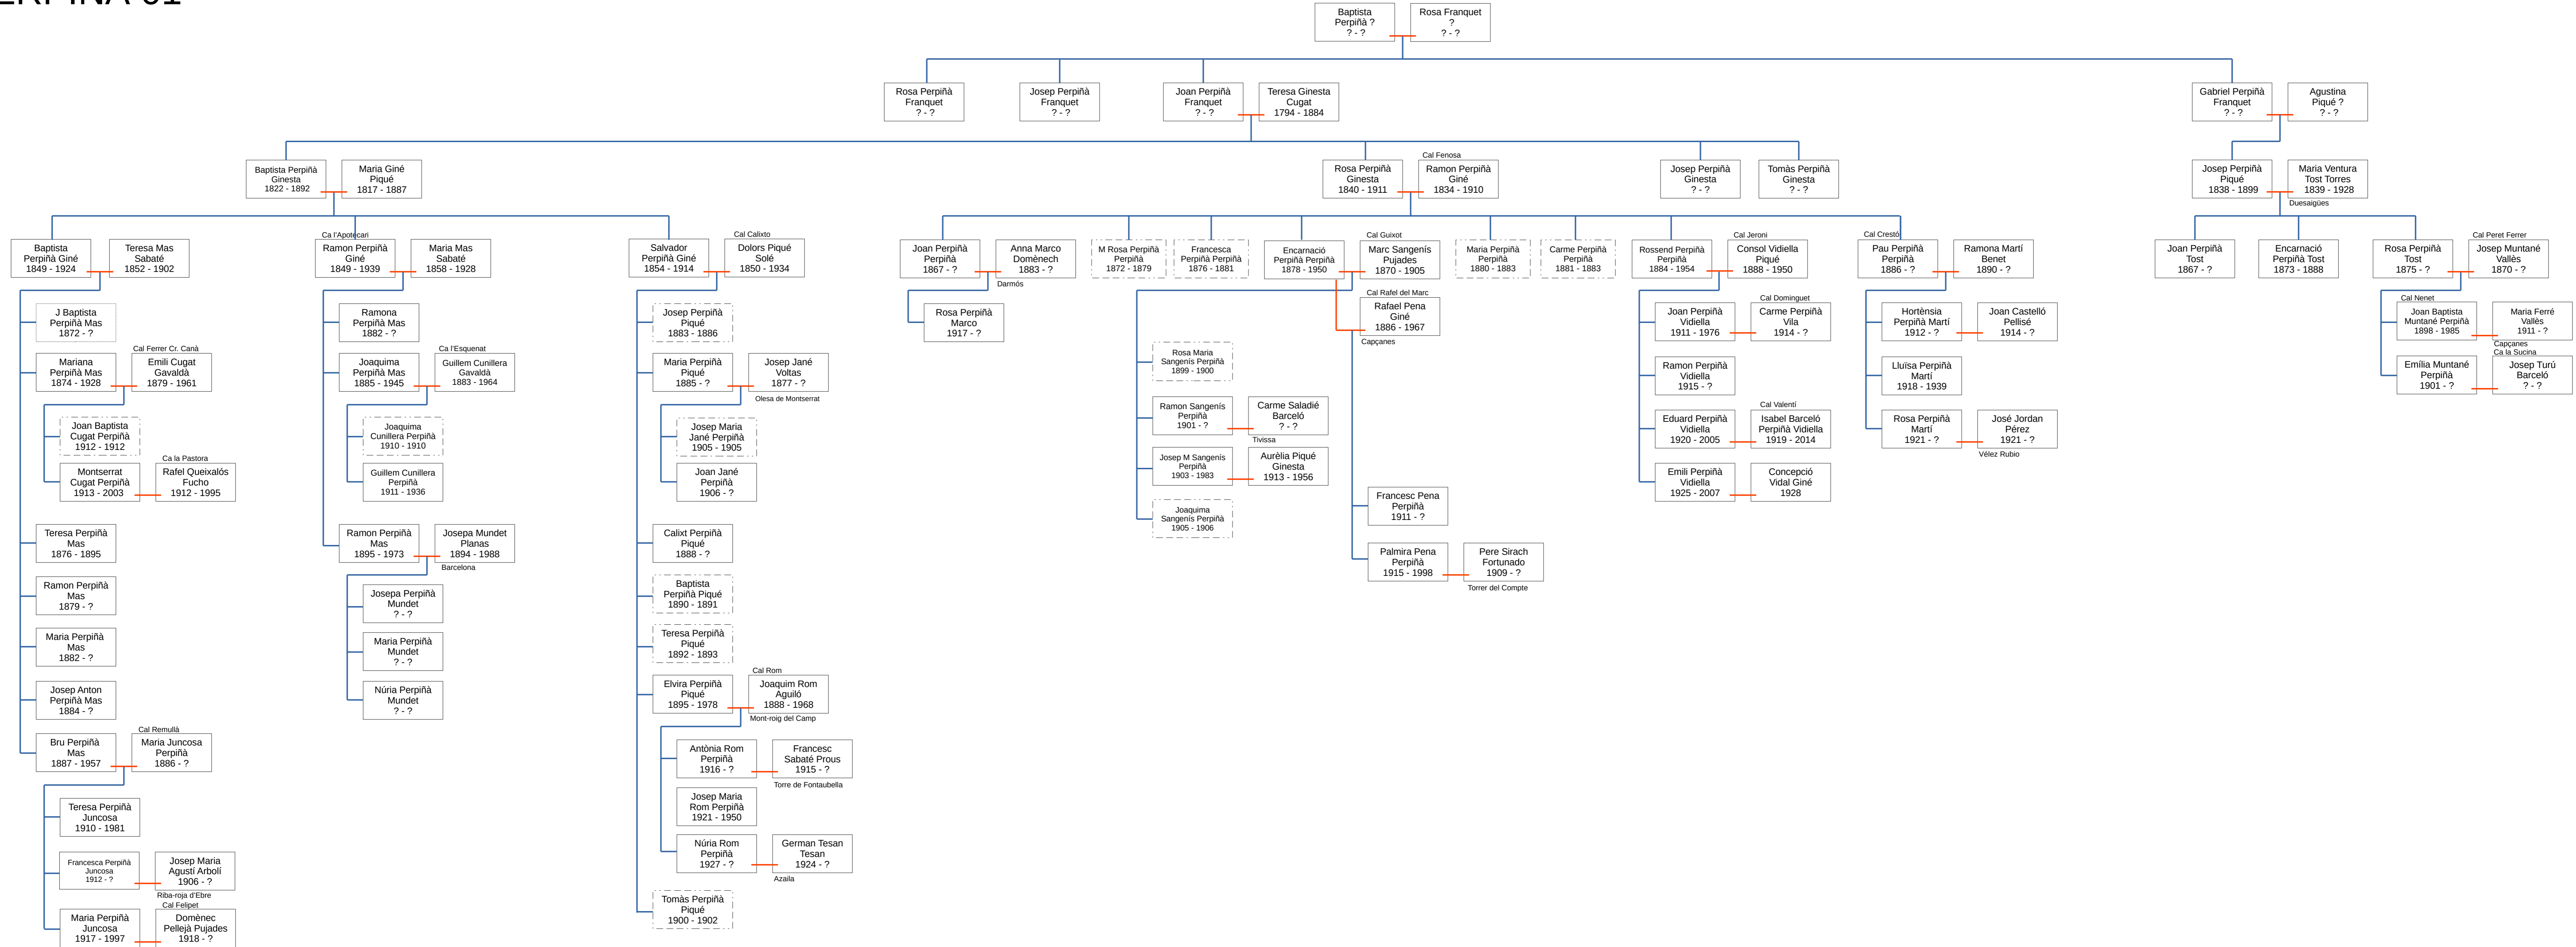 ERPIÑÀ 01
Baptista
Perpiñà ?
? - ?
Rosa Franquet
?
? - ?
Rosa Perpiñà
Franquet
? - ?
Josep Perpiñà
Franquet
? - ?
Joan Perpiñà
Franquet
? - ?
Teresa Ginesta
Cugat
1794 - 1884
Gabriel Perpiñà
Franquet
? - ?
Agustina
Piqué ?
? - ?
Baptista Perpiñà
Ginesta
1822 - 1892
Maria Giné
Piqué
1817 - 1887
Rosa Perpiñà
Ginesta
1840 - 1911
Cal Fenosa
Ramon Perpiñà
Giné
1834 - 1910
Josep Perpiñà
Ginesta
? - ?
Tomàs Perpiñà
Ginesta
? - ?
Josep Perpiñà
Piqué
1838 - 1899
Maria Ventura
Tost Torres
1839 - 1928
Duesaigües
Baptista
Perpiñà Giné
1849 - 1924
Teresa Mas
Sabaté
1852 - 1902
Ca l'Apotecari
Ramon Perpiñà
Giné
1849 - 1939
Maria Mas
Sabaté
1858 - 1928
Salvador
Perpiñà Giné
1854 - 1914
Cal Calixto
Dolors Piqué
Solé
1850 - 1934
Joan Perpiñà
Perpiñà
1867 - ?
Anna Marco
Domènech
1883 - ?
Darmós
M Rosa Perpiñà
Perpiñà
1872 - 1879
Francesca
Perpiñà Perpiñà
1876 - 1881
Encarnació
Perpiñà Perpiñà
1878 - 1950
Cal Guixot
Marc Sangenís
Pujades
1870 - 1905
Maria Perpiñà
Perpiñà
1880 - 1883
Carme Perpiñà
Perpiñà
1881 - 1883
Rossend Perpiñà
Perpiñà
1884 - 1954
Cal Jeroni
Consol Vidiella
Piqué
1888 - 1950
Cal Crestó
Pau Perpiñà
Perpiñà
1886 - ?
Ramona Martí
Benet
1890 - ?
Joan Perpiñà
Tost
1867 - ?
Encarnació
Perpiñà Tost
1873 - 1888
Rosa Perpiñà
Tost
1875 - ?
Cal Peret Ferrer
Josep Muntané
Vallès
1870 - ?
J Baptista
Perpiñà Mas
1872 - ?
Mariana
Perpiñà Mas
1874 - 1928
Cal Ferrer Cr. Canà
Emili Cugat
Gavaldà
1879 - 1961
Joan Baptista
Cugat Perpiñà
1912 - 1912
Montserrat
Cugat Perpiñà
1913 - 2003
Ca la Pastora
Rafel Queixalós
Fucho
1912 - 1995
Teresa Perpiñà
Mas
1876 - 1895
Ramon Perpiñà
Mas
1879 - ?
Maria Perpiñà
Mas
1882 - ?
Josep Anton
Perpiñà Mas
1884 - ?
Bru Perpiñà
Mas
1887 - 1957
Cal Remullà
Maria Juncosa
Perpiñà
1886 - ?
Teresa Perpiñà
Juncosa
1910 - 1981
Francesca Perpiñà
Juncosa
1912 - ?
Josep Maria
Agustí Arbolí
1906 - ?
Riba-roja d'Ebre
Maria Perpiñà
Juncosa
1917 - 1997
Cal Felipet
Domènec
Pellejà Pujades
1918 - ?
Ramona
Perpiñà Mas
1882 - ?
Joaquima
Perpiñà Mas
1885 - 1945
Ca l'Esquenat
Guillem Cunillera
Gavaldà
1883 - 1964
Joaquima
Cunillera Perpiñà
1910 - 1910
Guillem Cunillera
Perpiñà
1911 - 1936
Ramon Perpiñà
Mas
1895 - 1973
Josepa Mundet
Planas
1894 - 1988
Barcelona
Josepa Perpiñà
Mundet
? - ?
Maria Perpiñà
Mundet
? - ?
Núria Perpiñà
Mundet
? - ?
Josep Perpiñà
Piqué
1883 - 1886
Maria Perpiñà
Piqué
1885 - ?
Josep Jané
Voltas
1877 - ?
Olesa de Montserrat
Josep Maria
Jané Perpiñà
1905 - 1905
Joan Jané
Perpiñà
1906 - ?
Calixt Perpiñà
Piqué
1888 - ?
Baptista
Perpiñà Piqué
1890 - 1891
Teresa Perpiñà
Piqué
1892 - 1893
Elvira Perpiñà
Piqué
1895 - 1978
Cal Rom
Joaquim Rom
Aguiló
1888 - 1968
Mont-roig del Camp
Antònia Rom
Perpiñà
1916 - ?
Francesc
Sabaté Prous
1915 - ?
Torre de Fontaubella
Josep Maria
Rom Perpiñà
1921 - 1950
Núria Rom
Perpiñà
1927 - ?
German Tesan
Tesan
1924 - ?
Azaila
Tomàs Perpiñà
Piqué
1900 - 1902
Rosa Perpiñà
Marco
1917 - ?
Cal Rafel del Marc
Rafael Pena
Giné
1886 - 1967
Capçanes
Rosa Maria
Sangenís Perpiñà
1899 - 1900
Ramon Sangenís
Perpiñà
1901 - ?
Carme Saladié
Barceló
? - ?
Tivissa
Josep M Sangenís
Perpiñà
1903 - 1983
Aurèlia Piqué
Ginesta
1913 - 1956
Joaquima
Sangenís Perpiñà
1905 - 1906
Francesc Pena
Perpiñà
1911 - ?
Palmira Pena
Perpiñà
1915 - 1998
Pere Sirach
Fortunado
1909 - ?
Torrer del Compte
Joan Perpiñà
Vidiella
1911 - 1976
Cal Dominguet
Carme Perpiñà
Vila
1914 - ?
Ramon Perpiñà
Vidiella
1915 - ?
Eduard Perpiñà
Vidiella
1920 - 2005
Cal Valentí
Isabel Barceló
Perpiñà Vidiella
1919 - 2014
Emili Perpiñà
Vidiella
1925 - 2007
Concepció
Vidal Giné
1928
Hortènsia
Perpiñà Martí
1912 - ?
Joan Castelló
Pellisé
1914 - ?
Lluïsa Perpiñà
Martí
1918 - 1939
Rosa Perpiñà
Martí
1921 - ?
José Jordan
Pérez
1921 - ?
Vélez Rubio
Cal Nenet
Joan Baptista
Muntané Perpiñà
1898 - 1985
Maria Ferré
Vallès
1911 - ?
Capçanes
Ca la Sucina
Emília Muntané
Perpiñà
1901 - ?
Josep Turú
Barceló
? - ?